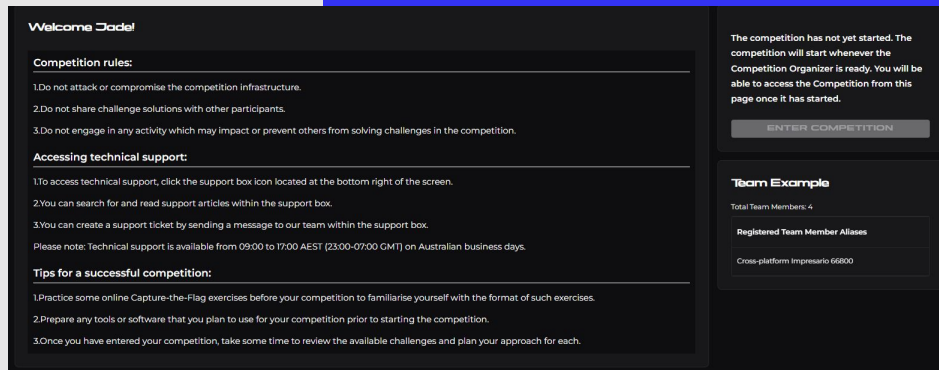 Welcome Jade!
Competition rules:
1.Do not attack or compromise the competition infrastructure.
2.Do not share challenge solutions with other participants.
3.Do not engage in any activity which may impact or prevent others from solving challenges in the competition.
Accessing technical support:
1.To access technical support, click the support box icon located at the bottom right of the screen.
2.You can search for and read support articles within the support box.
3.You can create a support ticket by sending a message to our team within the support box.
Please note: Technical support is available from 09:00 to 17:00 AEST (23:00-07:00 GMT) on Australian business days.
Tips for a successful competition:
1.Practice some online Capture-the-Flag exercises before your competition to familiarise yourself with the format of such exercises.
2.Prepare any tools or software that you plan to use for your competition prior to starting the competition.
3.Once you have entered your competition, take some time to review the available challenges and plan your approach for each.
The competition has not yet started. The
competition will start whenever the
Competition Organizer is ready. You will be
able to access the Competition from this
page once it has started.
ENTER COMPETITION
Team Example
Total Team Members: 4
Registered Team Member Aliases
Cross-platform Impresario 66800